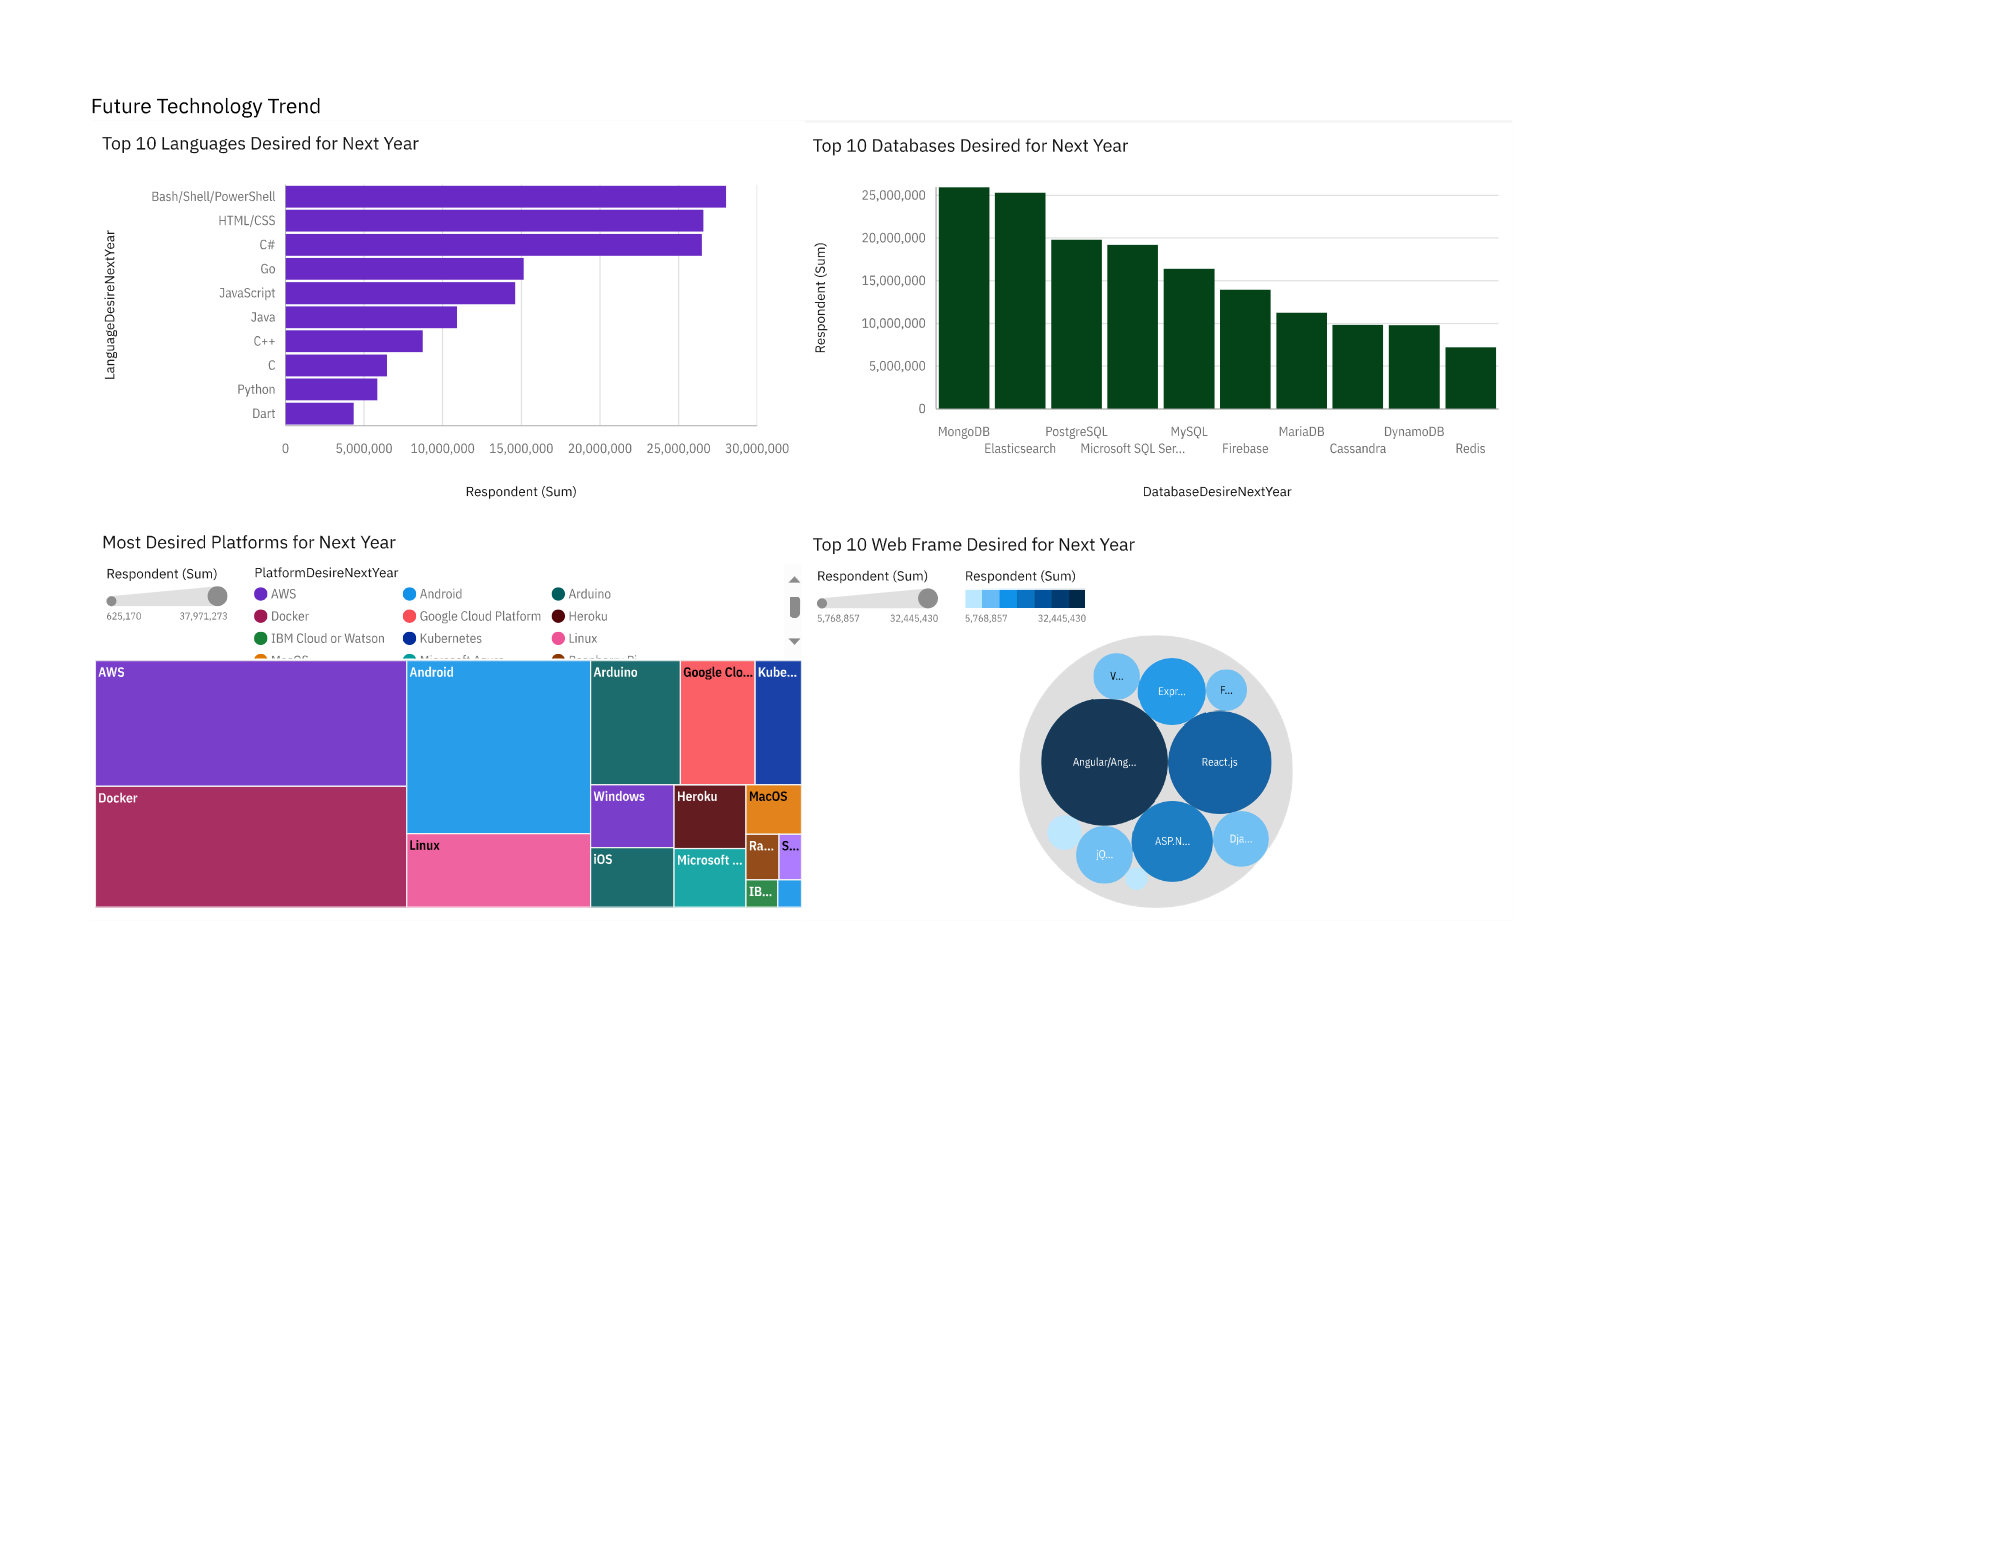 Future Technology Trend
Top 10 Languages Desired for Next Year
LanguageDesireNextYear
Bash/Shell/PowerShell
HTML/CSS
C#
Go
JavaScript
Java
C++
C
Python
Dart
0 5,000,000 10,000,000 15,000,000 20,000,000 25,000,000 30,000,000
Respondent (Sum)
Top 10 Databases Desired for Next Year
Respondent (Sum)
25,000,000
20,000,000
15,000,000
10,000,000
5,000,000
0
MongoDB PostgreSQL MySQL MariaDB DynamoDB
Elasticsearch Microsoft SQL Ser... Firebase Cassandra Redis
DatabaseDesireNextYear
Most Desired Platforms for Next Year
Respondent (Sum)
625,170 37,971,273
PlatformDesireNextYear
AWS Android Arduino
Docker Google Cloud Platform Heroku
IBM Cloud or Watson Kubernetes Linux
AWS Android Arduino Google Clo... Kube...
Docker Windows Heroku MacOS
Linux Ra... S...
iOS Microsoft ...
IB...
Top 10 Web Frame Desired for Next Year
Respondent (Sum) Respondent (Sum)
5,768,857 32,445,430 5,768,857 32,445,430
V... Expr... F...
Angular/Ang... React.js
jQ... ASP.N... Dja...